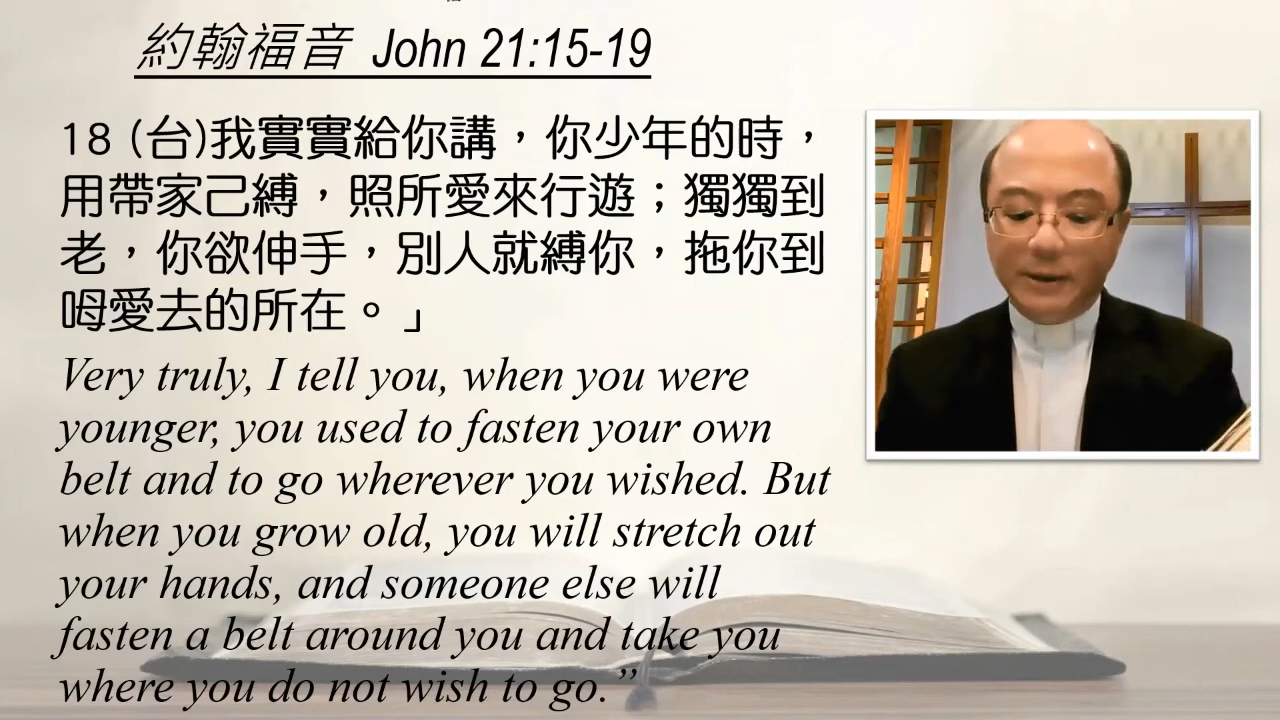 約翰福音 John 21:15-19
18 (台)我實實給你講，你少年的時，
用帶家己縛，照所愛來行遊；獨獨到
老，你欲伸手，別人就縛你，拖你到
呣愛去的所在。」
Very truly, I tell you, when you were
younger, you used to fasten your own
belt and to go wherever you wished. But
when you grow old, you will stretch out
your hands, and someone else will
fasten a belt around you and take you
where you do not wish to go.”